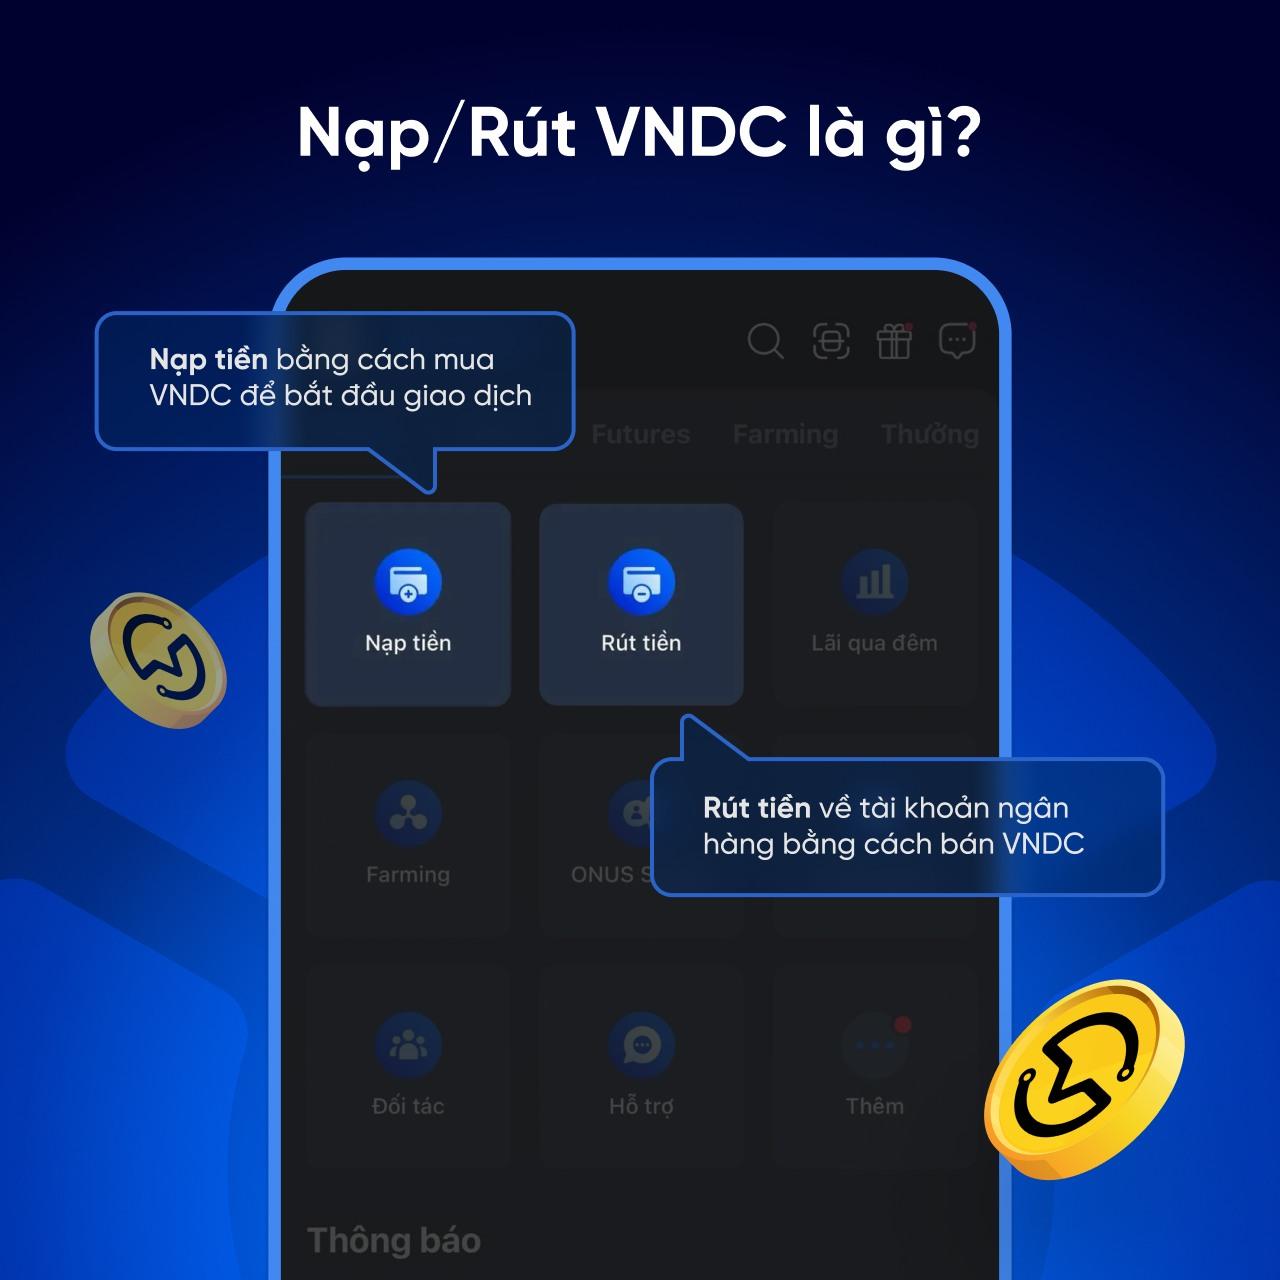 Nạp/Rút VNDC là gì?
Nạp tiền bằng cách mua
VNDC để bắt đầu giao dịch
Futures
Farming
Thưởng
Nạp tiền
Rút tiền
Lãi qua đêm
Rút tiền về tài khoản ngân
hàng bằng cách bán VNDC
Farming
ONUS
Đối tác
Hỗ trợ
Thêm
Thông báo